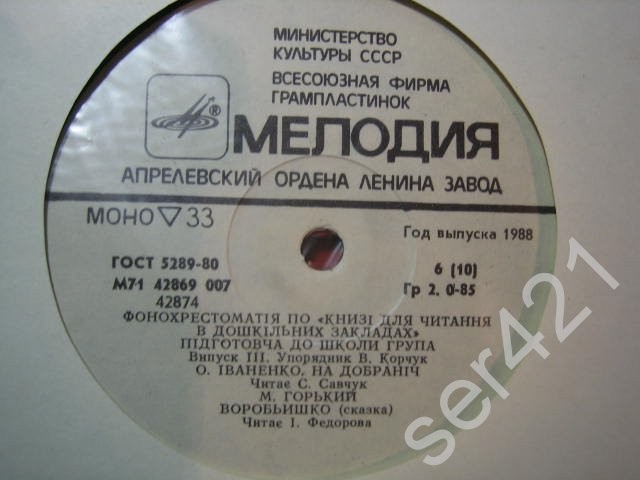 МИНИСТЕРСТВО
КУЛЬТУРЫ СССР
ВСЕСОЮЗНАЯ ФИРМА
ГРАМПЛАСТИНОК
®
МЕЛОДИЯ
АПРЕЛЕВСКИЙ ОРДЕНА ЛЕНИНА ЗАВОД
МОНО ▽ 33
Год выпуска 1988
ГОСТ 5289-80
6 (10)
М71 42869 007
Гр 2. 0-85
42874
ФОНОХРЕСТОМАТІЯ ПО «КНИЗІ ДЛЯ ЧИТАННЯ
В ДОШКІЛЬНИХ ЗАКЛАДАХ»
ПІДГОТОВЧА ДО ШКОЛИ ГРУПА
Випуск III. Упорядник В. Корчук
О. ІВАНЕНКО, НА ДОБРАНІЧ
Читає С. Савчук
М. ГОРЬКИЙ
ВОРОБЬИШКО (сказка)
Читає І. Федорова
ser421